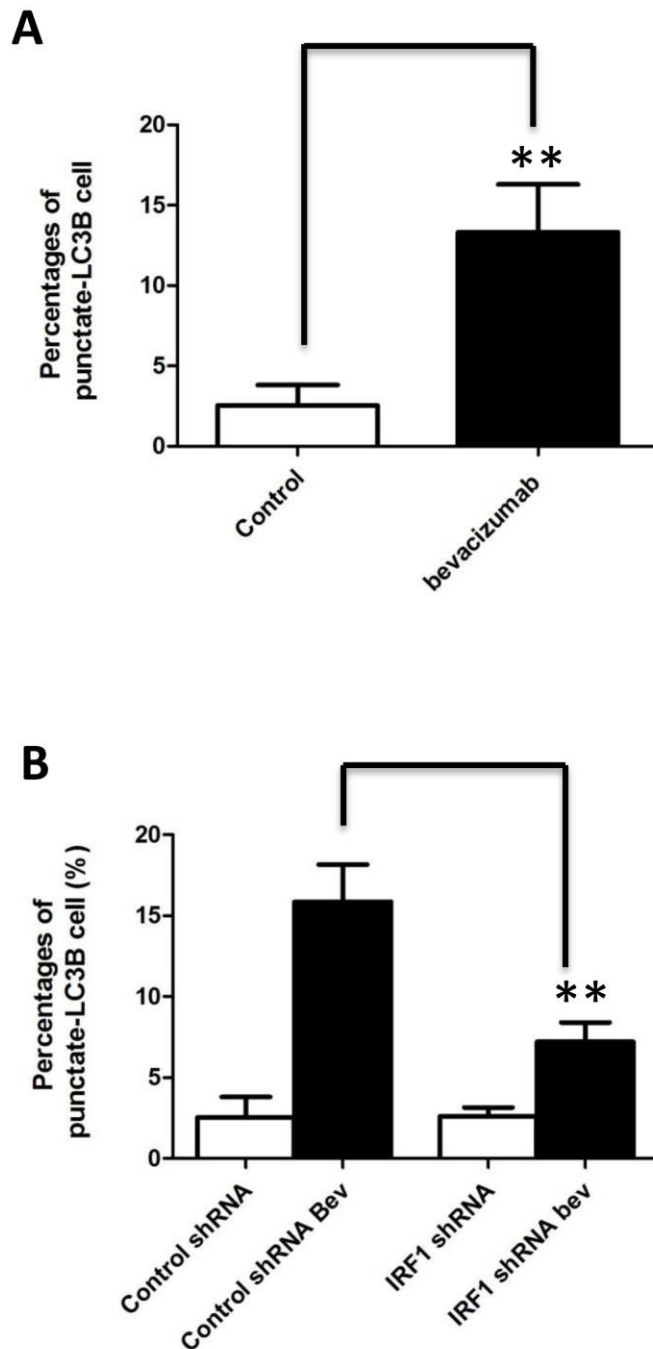 A
Percentages of
punctate-LC3B cell
20
15
10
5
0
**
Control
bevacizumab
B
Percentages of
punctate-LC3B cell (%)
20
15
10
5
0
**
Control shRNA
Control shRNA Bev
IRF1 shRNA
IRF1 shRNA bev